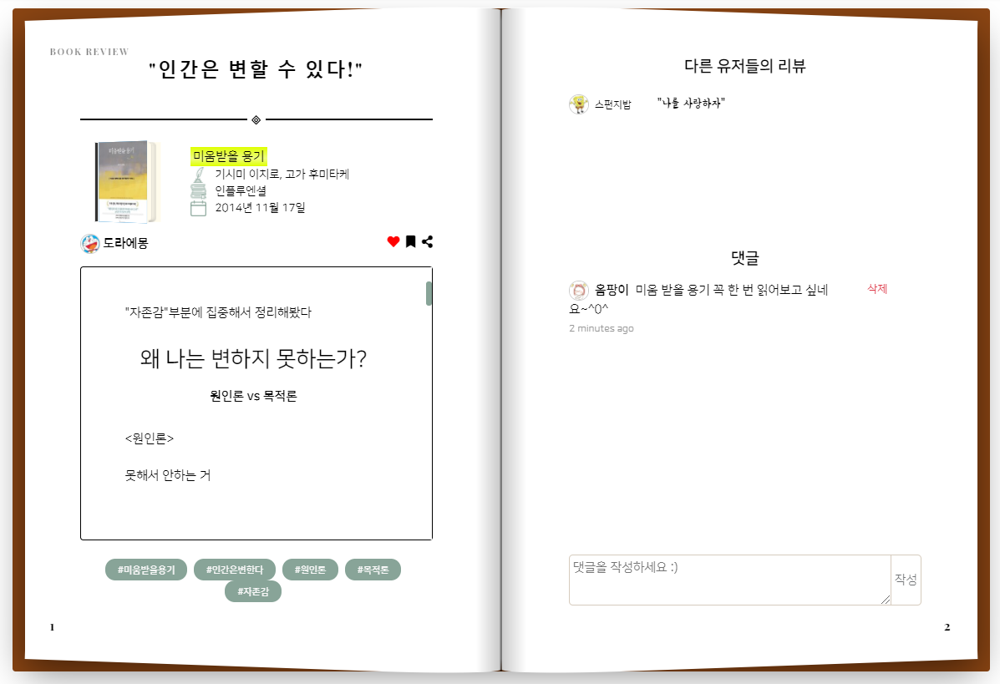 BOOK REVIEW
"인간은 변할 수 있다!"
미움받을 용기
미움받을 용기
기시미 이치로, 고가 후미타케
인플루엔셜
2014년 11월 17일
도라에몽
"자존감"부분에 집중해서 정리해봤다
왜 나는 변하지 못하는가?
원인론 vs 목적론
<원인론>
못해서 안하는 거
#미움받을용기 #인간은변한다 #원인론 #목적론
#자존감
1
다른 유저들의 리뷰
스펀지밥 "나를 사랑하자"
댓글
옴팡이 미움 받을 용기 꼭 한 번 읽어보고 싶네 삭제
요~^0^
2 minutes ago
댓글을 작성하세요 :)
작성
2